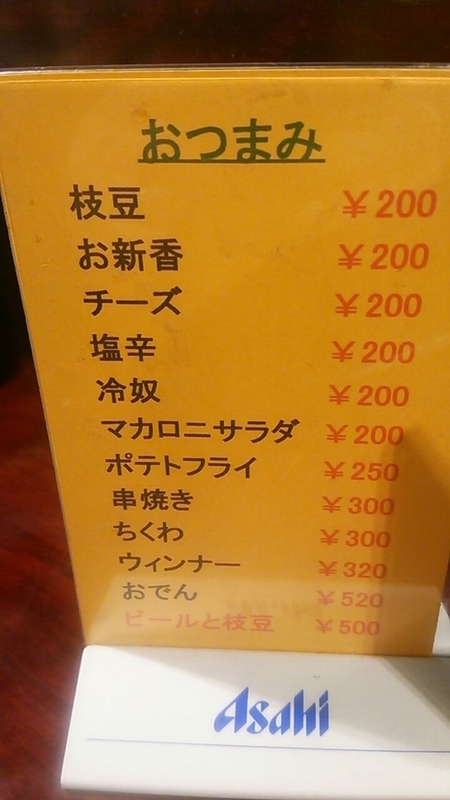 おつまみ
枝豆 ¥200
お新香 ¥200
チーズ ¥200
塩辛 ¥200
冷奴 ¥200
マカロニサラダ ¥200
ポテトフライ ¥250
串焼き ¥300
ちくわ ¥300
ウィンナー ¥320
おでん ¥520
ビールと枝豆 ¥500
Asahi